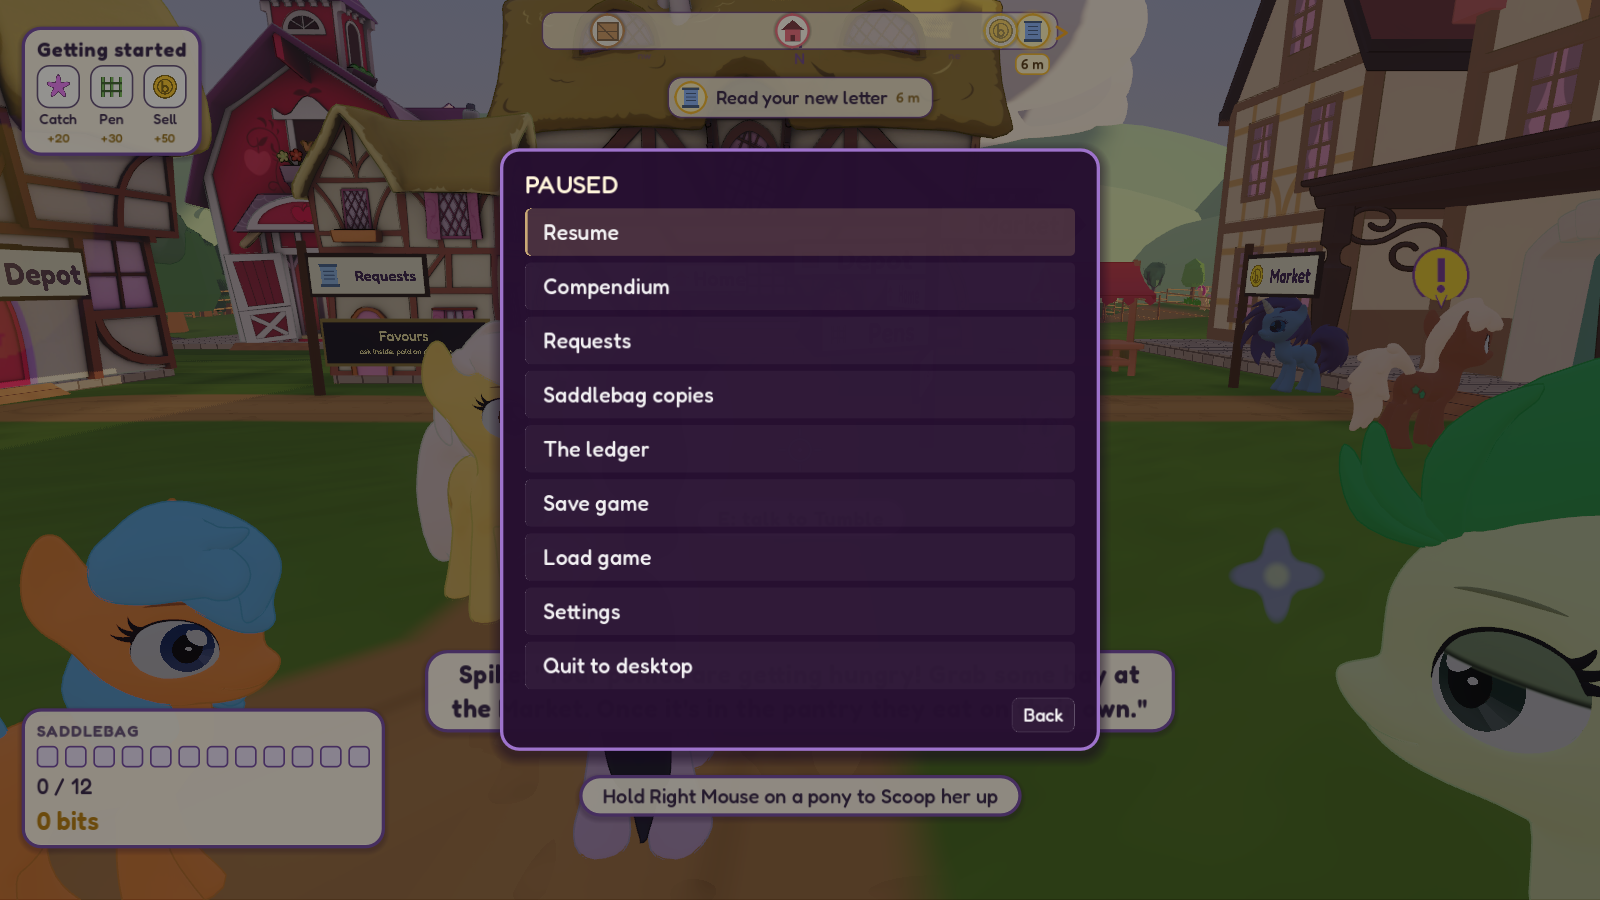 Getting started
Catch
Pen
Sell
+20
+30
+50
N
6 m
Read your new letter 6 m
Depot
Requests
Favours
Market
PAUSED
Resume
Compendium
Requests
Saddlebag copies
The ledger
Save game
Load game
Settings
Quit to desktop
Back
at
the
own."
SADDLEBAG
0 / 12
0 bits
Hold Right Mouse on a pony to Scoop her up